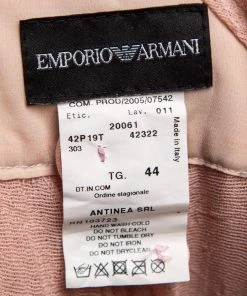 EMPORIO ARMANI
COM. PROD/2005/07542
Etic. Lav. 011
20061
42P19T 42322
303
Made in Italy
TG. 44
DT.IN.COM
Ordine stagionale
ANTINEA SRL
RN103723
HAND WASH COLD
DO NOT BLEACH
DO NOT TUMBLE DRY
DO NOT IRON
DO NOT DRYCLEAN